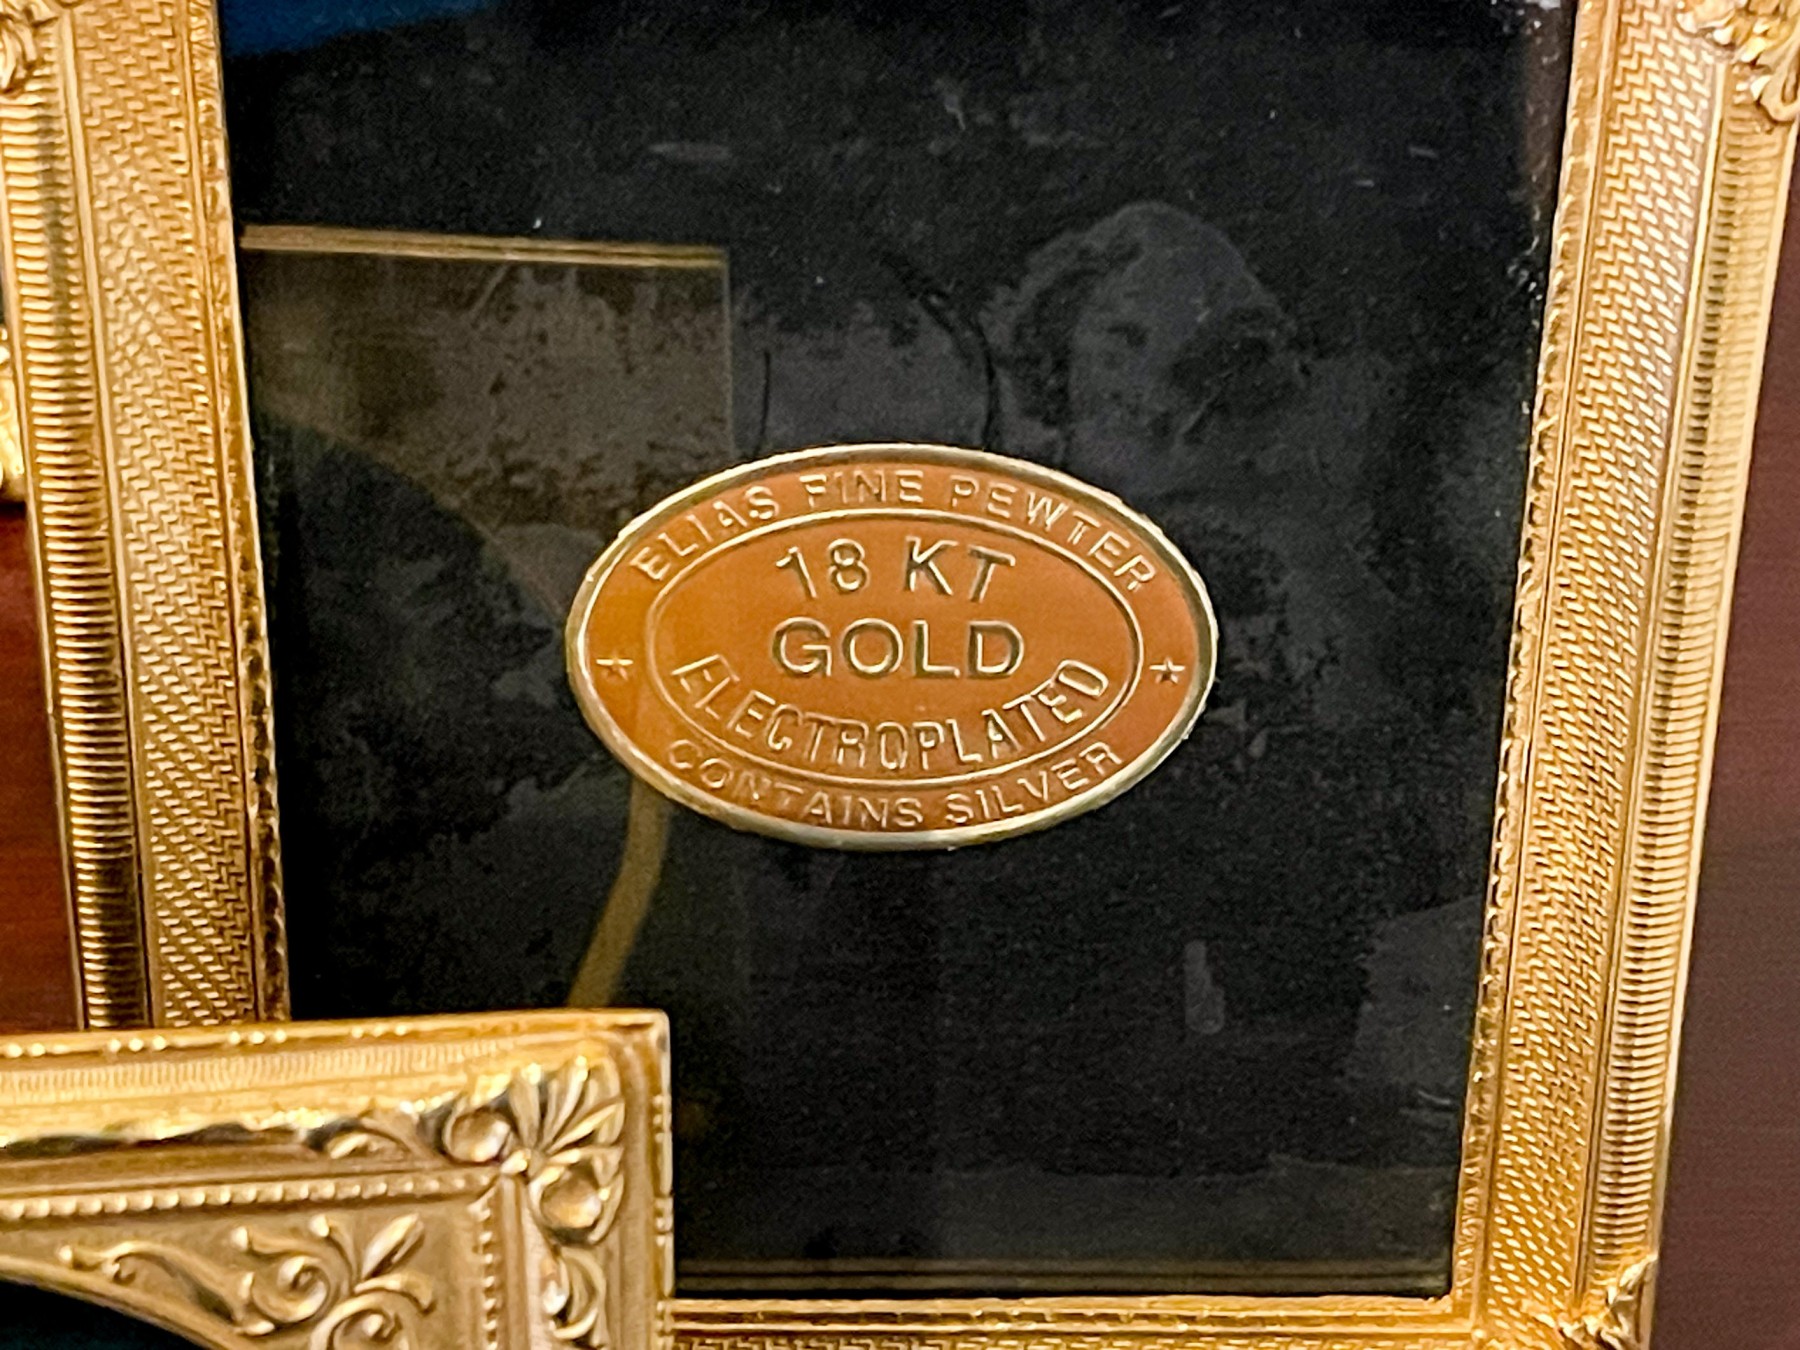 ELIAS FINE PEWTER
18 KT
GOLD
ELECTROPLATED
CONTAINS SILVER